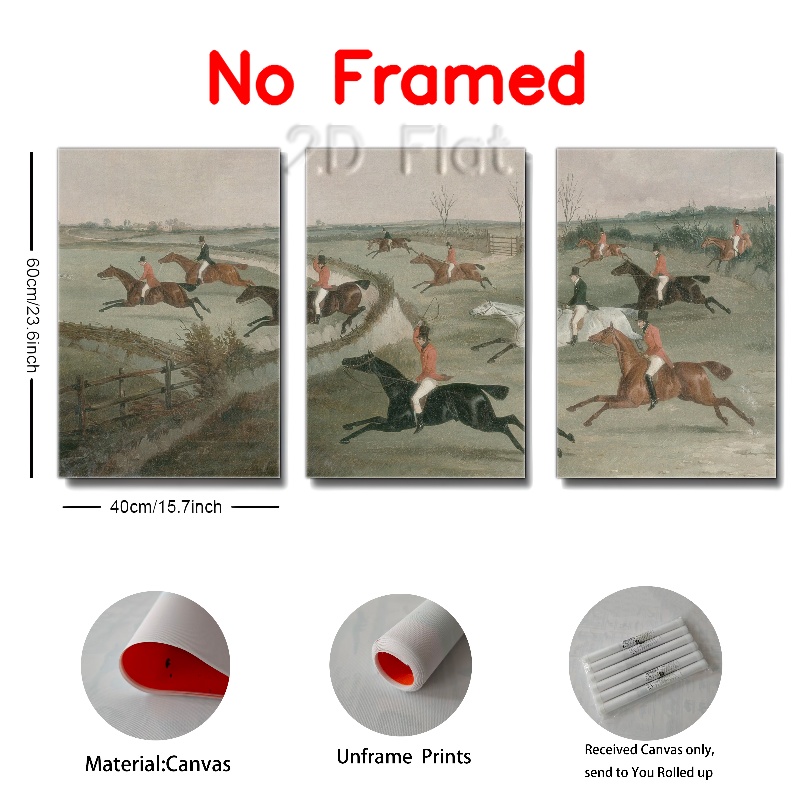 No Framed
2D Flat
60cm/23.6inch
40cm/15.7inch
Material:Canvas
Unframe Prints
Received Canvas only,
send to You Rolled up